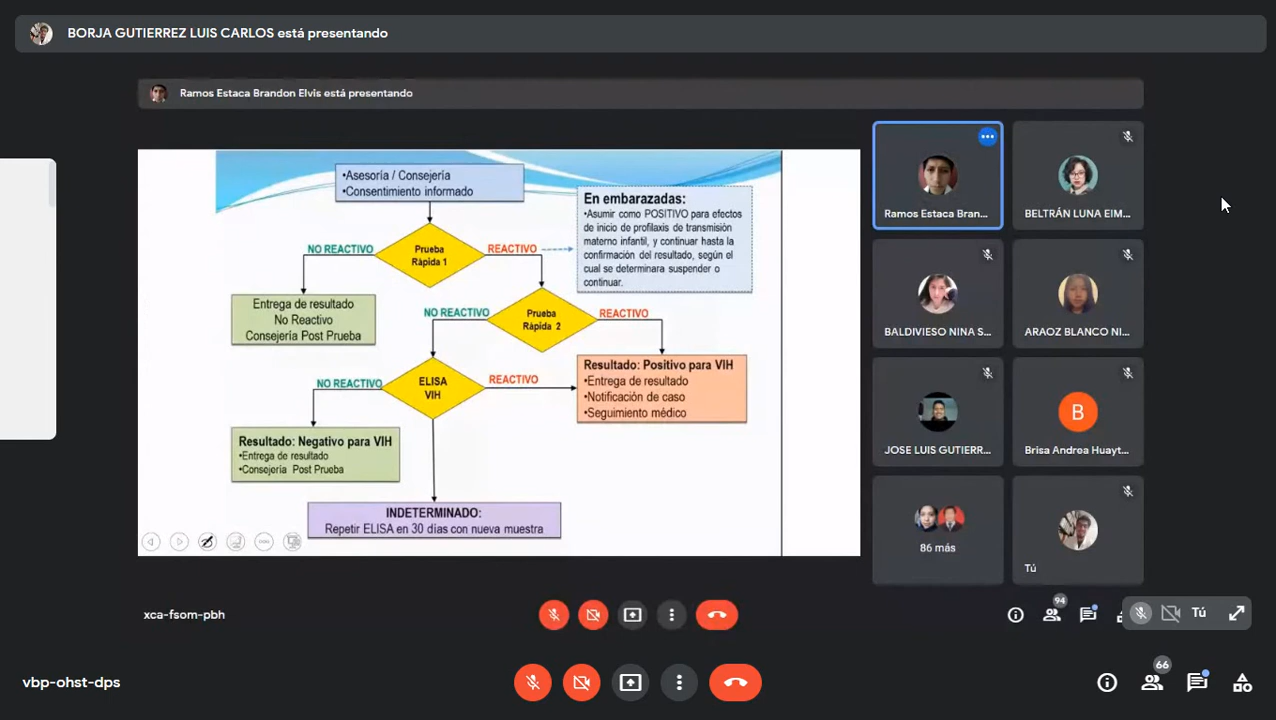 BORJA GUTIERREZ LUIS CARLOS está presentando
Ramos Estaca Brandon Elvis está presentando
•Asesoría / Consejería
•Consentimiento informado
En embarazadas:
•Asumir como POSITIVO para efectos
de inicio de profilaxis de transmisión
materno infantil, y continuar hasta la
confirmación del resultado, según el
cual se determinara suspender o
continuar.
NO REACTIVO
Prueba
Rápida 1
REACTIVO
Entrega de resultado
No Reactivo
Consejería Post Prueba
NO REACTIVO
Prueba
Rápida 2
REACTIVO
NO REACTIVO
ELISA
VIH
REACTIVO
Resultado: Positivo para VIH
•Entrega de resultado
•Notificación de caso
•Seguimiento médico
Resultado: Negativo para VIH
•Entrega de resultado
•Consejería Post Prueba
INDETERMINADO:
Repetir ELISA en 30 días con nueva muestra
Ramos Estaca Bran...
BELTRÁN LUNA EIM...
BALDIVIESO NINA S...
ARAOZ BLANCO NI...
JOSE LUIS GUTIERR...
B
Brisa Andrea Huayt...
86 más
Tú
xca-fsom-pbh
94
Tú
vbp-ohst-dps
66